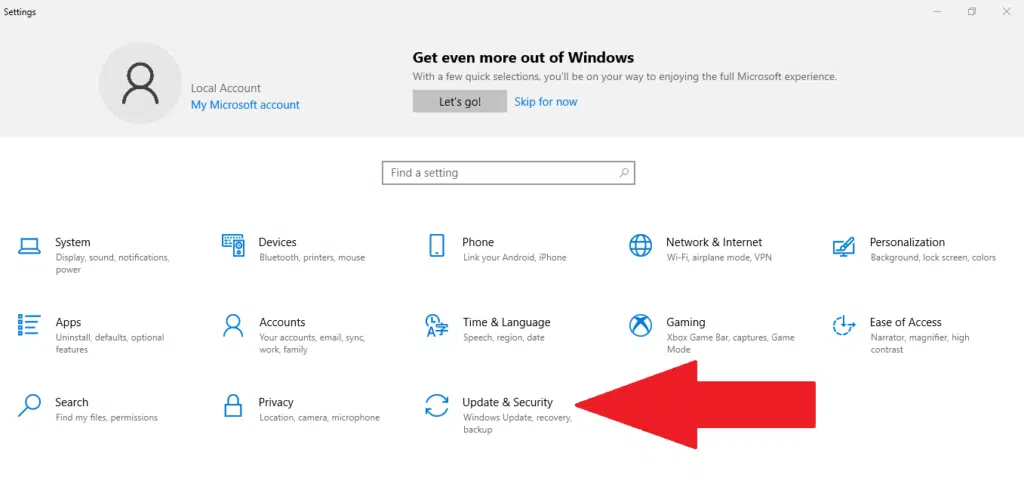 Settings
Get even more out of Windows
With a few quick selections, you'll be on your way to enjoying the full Microsoft experience.
Local Account
My Microsoft account
Let's go!
Skip for now
Find a setting
System
Display, sound, notifications,
power
Devices
Bluetooth, printers, mouse
Phone
Link your Android, iPhone
Network & Internet
Wi-Fi, airplane mode, VPN
Personalization
Background, lock screen, colors
Apps
Uninstall, defaults, optional
features
Accounts
Your accounts, email, sync,
work, family
Time & Language
Speech, region, date
Gaming
Xbox Game Bar, captures, Game
Mode
Ease of Access
Narrator, magnifier, high
contrast
Search
Find my files, permissions
Privacy
Location, camera, microphone
Update & Security
Windows Update, recovery,
backup